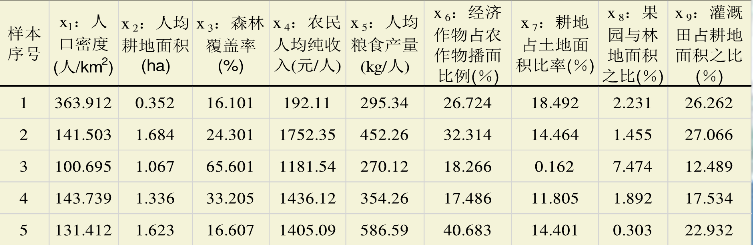 样本序号 x₁：人口密度(人/km²) x₂：人均耕地面积(ha) x₃：森林覆盖率(%) x₄：农民人均纯收入(元/人) x₅：人均粮食产量(kg/人) x₆：经济作物占农作物播面比例(%) x₇：耕地占土地面积比率(%) x₈：果园与林地面积之比(%) x₉：灌溉田占耕地面积之比(%)
1 363.912 0.352 16.101 192.11 295.34 26.724 18.492 2.231 26.262
2 141.503 1.684 24.301 1752.35 452.26 32.314 14.464 1.455 27.066
3 100.695 1.067 65.601 1181.54 270.12 18.266 0.162 7.474 12.489
4 143.739 1.336 33.205 1436.12 354.26 17.486 11.805 1.892 17.534
5 131.412 1.623 16.607 1405.09 586.59 40.683 14.401 0.303 22.932